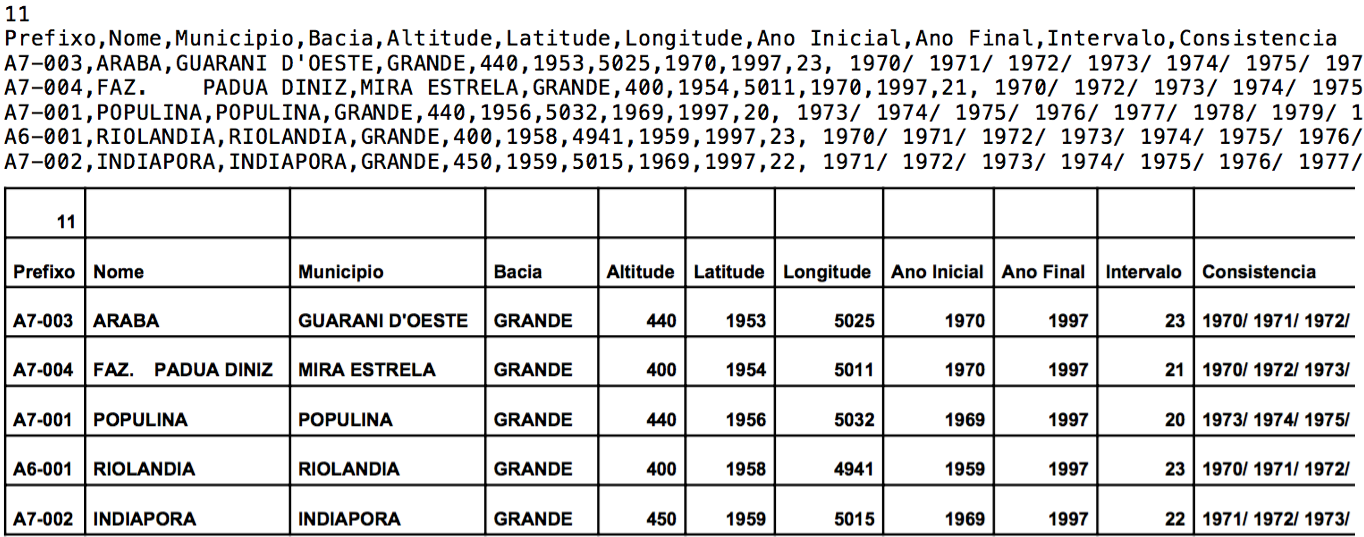 11
Prefixo,Nome,Municipio,Bacia,Altitude,Latitude,Longitude,Ano Inicial,Ano Final,Intervalo,Consistencia
A7-003,ARABA,GUARANI D'OESTE,GRANDE,440,1953,5025,1970,1997,23, 1970/ 1971/ 1972/ 1973/ 1974/ 1975/ 197
A7-004,FAZ.    PADUA DINIZ,MIRA ESTRELA,GRANDE,400,1954,5011,1970,1997,21, 1970/ 1972/ 1973/ 1974/ 1975
A7-001,POPULINA,POPULINA,GRANDE,440,1956,5032,1969,1997,20, 1973/ 1974/ 1975/ 1976/ 1977/ 1978/ 1979/ 1
A6-001,RIOLANDIA,RIOLANDIA,GRANDE,400,1958,4941,1959,1997,23, 1970/ 1971/ 1972/ 1973/ 1974/ 1975/ 1976/
A7-002,INDIAPORA,INDIAPORA,GRANDE,450,1959,5015,1969,1997,22, 1971/ 1972/ 1973/ 1974/ 1975/ 1976/ 1977/
11
Prefixo Nome Municipio Bacia Altitude Latitude Longitude Ano Inicial Ano Final Intervalo Consistencia
A7-003 ARABA GUARANI D'OESTE GRANDE 440 1953 5025 1970 1997 23 1970/ 1971/ 1972/
A7-004 FAZ.    PADUA DINIZ MIRA ESTRELA GRANDE 400 1954 5011 1970 1997 21 1970/ 1972/ 1973/
A7-001 POPULINA POPULINA GRANDE 440 1956 5032 1969 1997 20 1973/ 1974/ 1975/
A6-001 RIOLANDIA RIOLANDIA GRANDE 400 1958 4941 1959 1997 23 1970/ 1971/ 1972/
A7-002 INDIAPORA INDIAPORA GRANDE 450 1959 5015 1969 1997 22 1971/ 1972/ 1973/